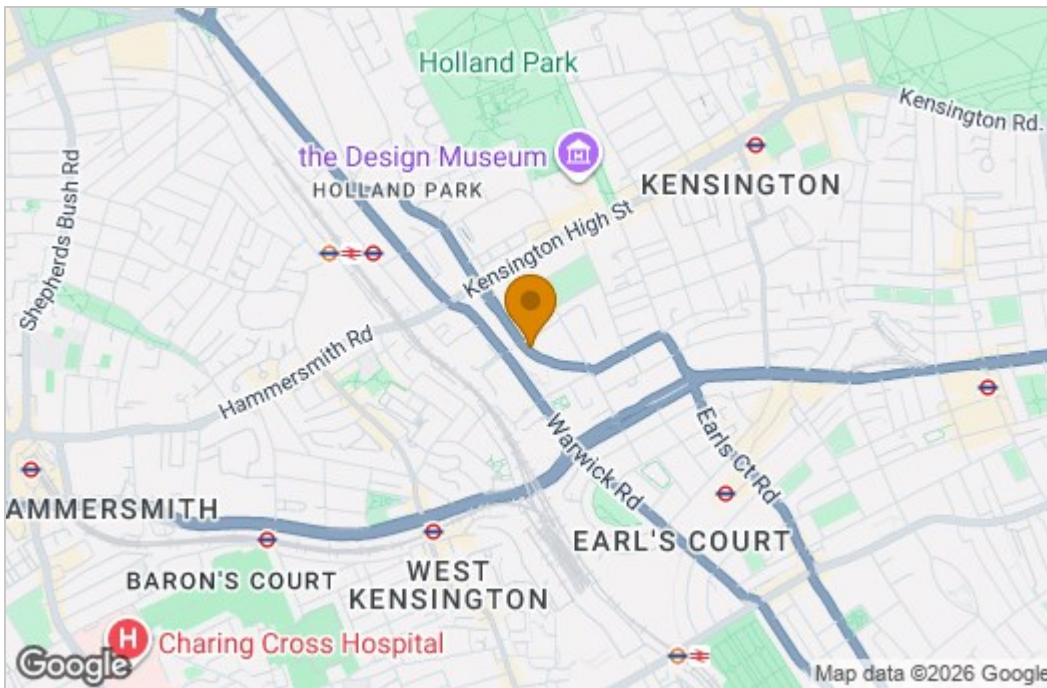 Holland Park
Kensington Rd.
the Design Museum
HOLLAND PARK
KENSINGTON
Shepherds Bush Rd
Kensington High St
Hammersmith Rd
Warwick Rd
Earls Ct Rd
AMMERSMITH
EARL'S COURT
BARON'S COURT
WEST
KENSINGTON
H Charing Cross Hospital
Google
Map data ©2026 Google